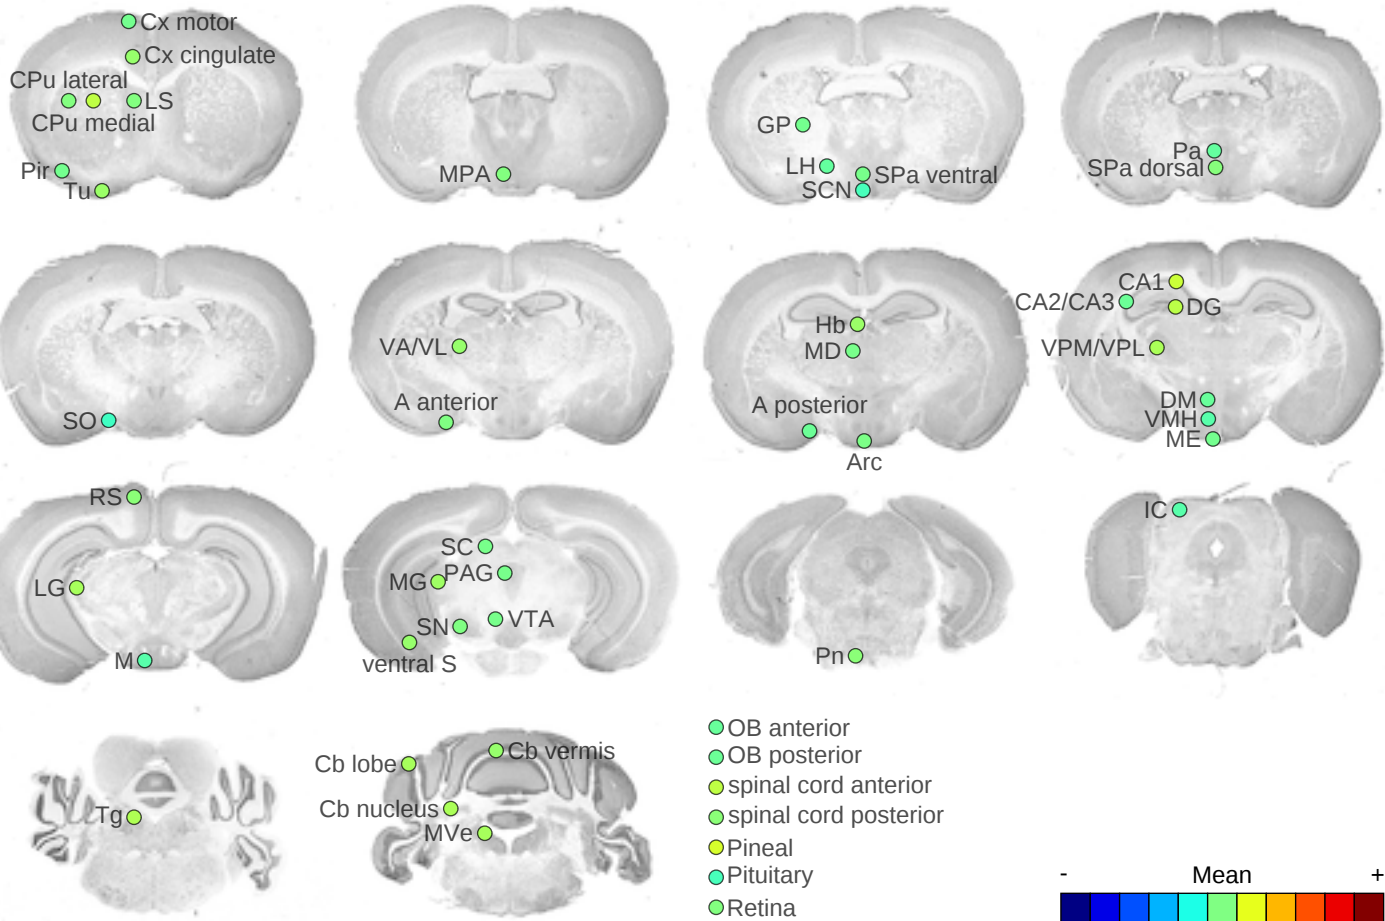 Cx motor
Cx cingulate
CPu lateral
LS
CPu medial
Pir
Tu
MPA
GP
LH
SPa ventral
SCN
Pa
SPa dorsal
SO
VA/VL
A anterior
Hb
MD
A posterior
Arc
CA1
CA2/CA3
DG
VPM/VPL
DM
VMH
ME
RS
LG
M
SC
MG
PAG
SN
VTA
ventral S
Pn
IC
Tg
Cb lobe
Cb vermis
Cb nucleus
MVe
OB anterior
OB posterior
spinal cord anterior
spinal cord posterior
Pineal
Pituitary
Retina
- Mean +